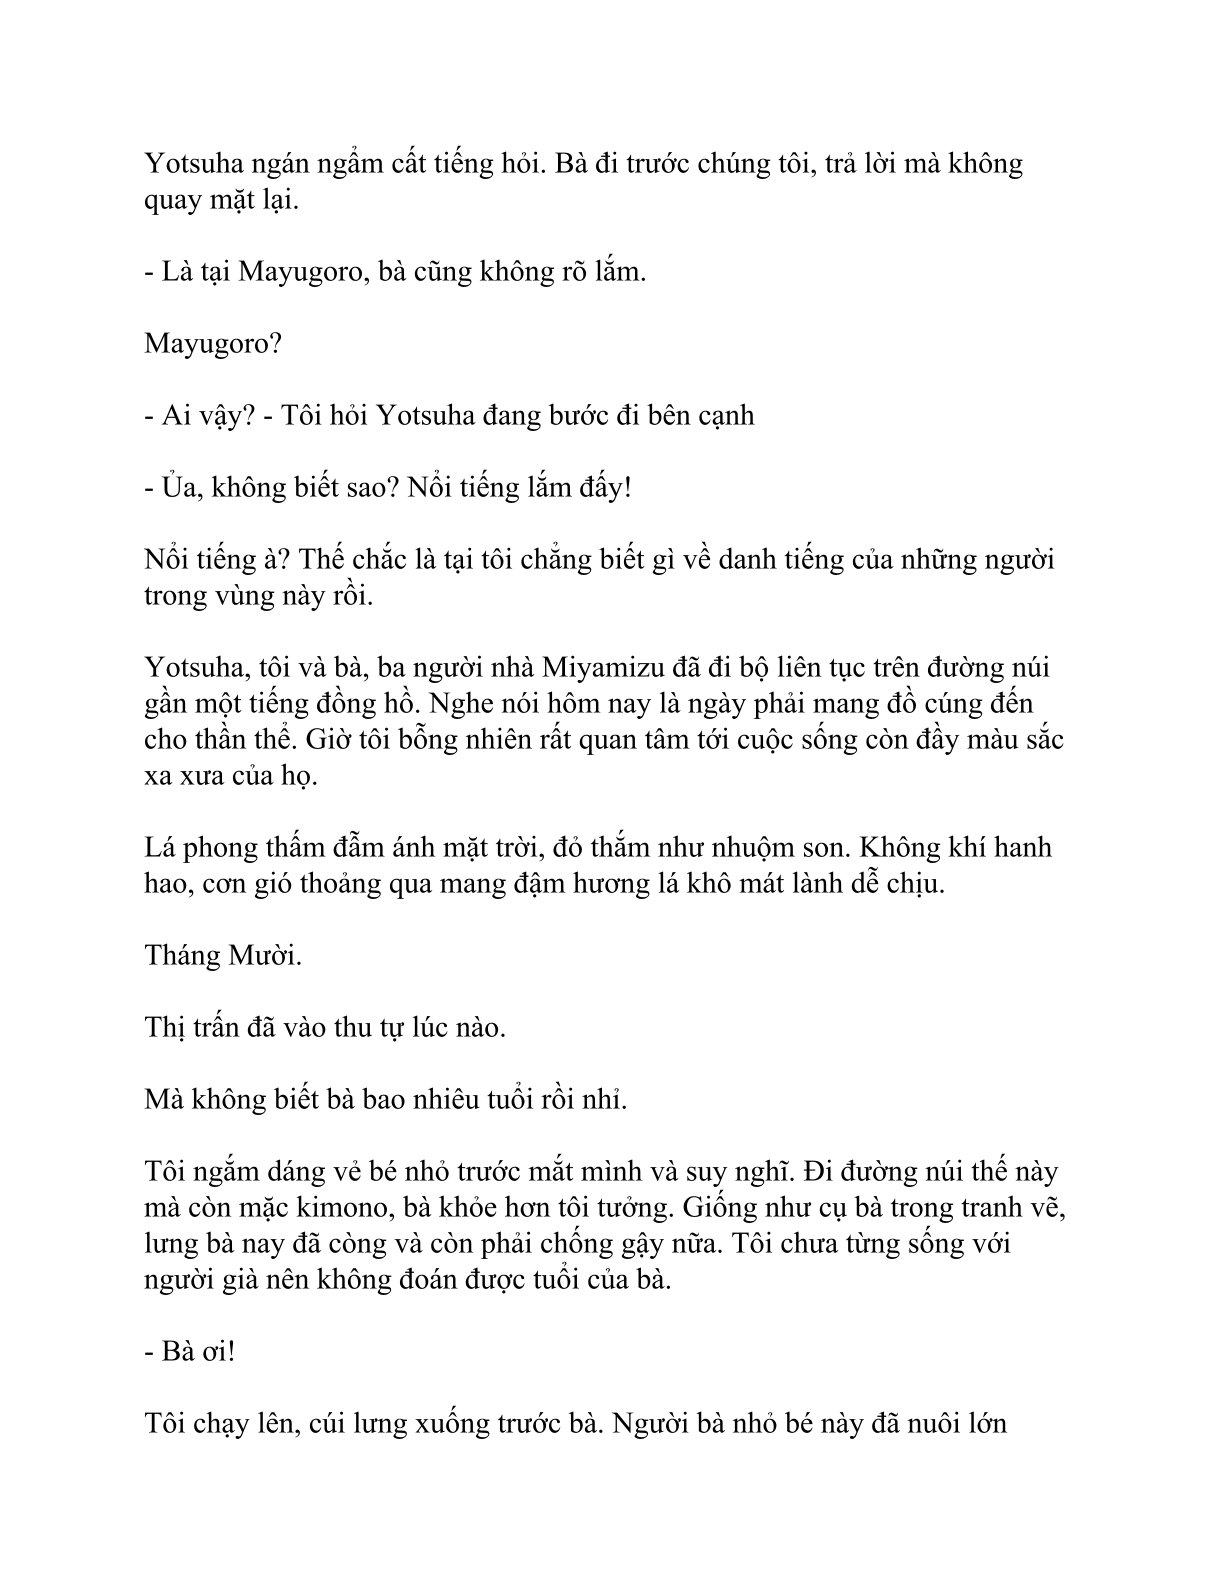 Yotsuha ngán ngẩm cất tiếng hỏi. Bà đi trước chúng tôi, trả lời mà không
quay mặt lại.
- Là tại Mayugoro, bà cũng không rõ lắm.
Mayugoro?
- Ai vậy? - Tôi hỏi Yotsuha đang bước đi bên cạnh
- Ủa, không biết sao? Nổi tiếng lắm đấy!
Nổi tiếng à? Thế chắc là tại tôi chẳng biết gì về danh tiếng của những người
trong vùng này rồi.
Yotsuha, tôi và bà, ba người nhà Miyamizu đã đi bộ liên tục trên đường núi
gần một tiếng đồng hồ. Nghe nói hôm nay là ngày phải mang đồ cúng đến
cho thần thể. Giờ tôi bỗng nhiên rất quan tâm tới cuộc sống còn đầy màu sắc
xa xưa của họ.
Lá phong thấm đẫm ánh mặt trời, đỏ thắm như nhuộm son. Không khí hanh
hao, cơn gió thoảng qua mang đậm hương lá khô mát lành dễ chịu.
Tháng Mười.
Thị trấn đã vào thu tự lúc nào.
Mà không biết bà bao nhiêu tuổi rồi nhỉ.
Tôi ngắm dáng vẻ bé nhỏ trước mắt mình và suy nghĩ. Đi đường núi thế này
mà còn mặc kimono, bà khỏe hơn tôi tưởng. Giống như cụ bà trong tranh vẽ,
lưng bà nay đã còng và còn phải chống gậy nữa. Tôi chưa từng sống với
người già nên không đoán được tuổi của bà.
- Bà ơi!
Tôi chạy lên, cúi lưng xuống trước bà. Người bà nhỏ bé này đã nuôi lớn